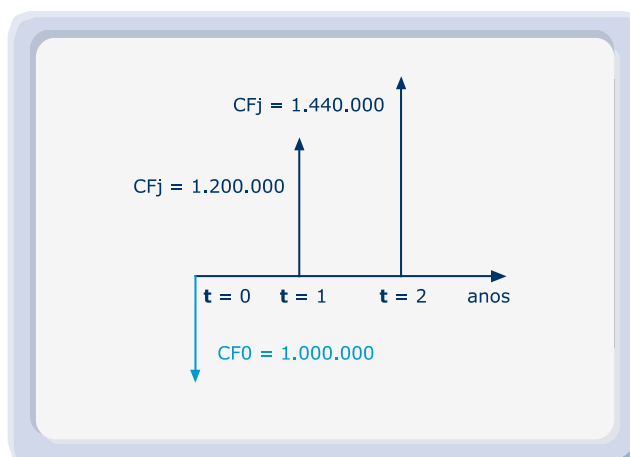 CFj = 1.440.000
CFj = 1.200.000
t = 0 t = 1 t = 2 anos
CF0 = 1.000.000